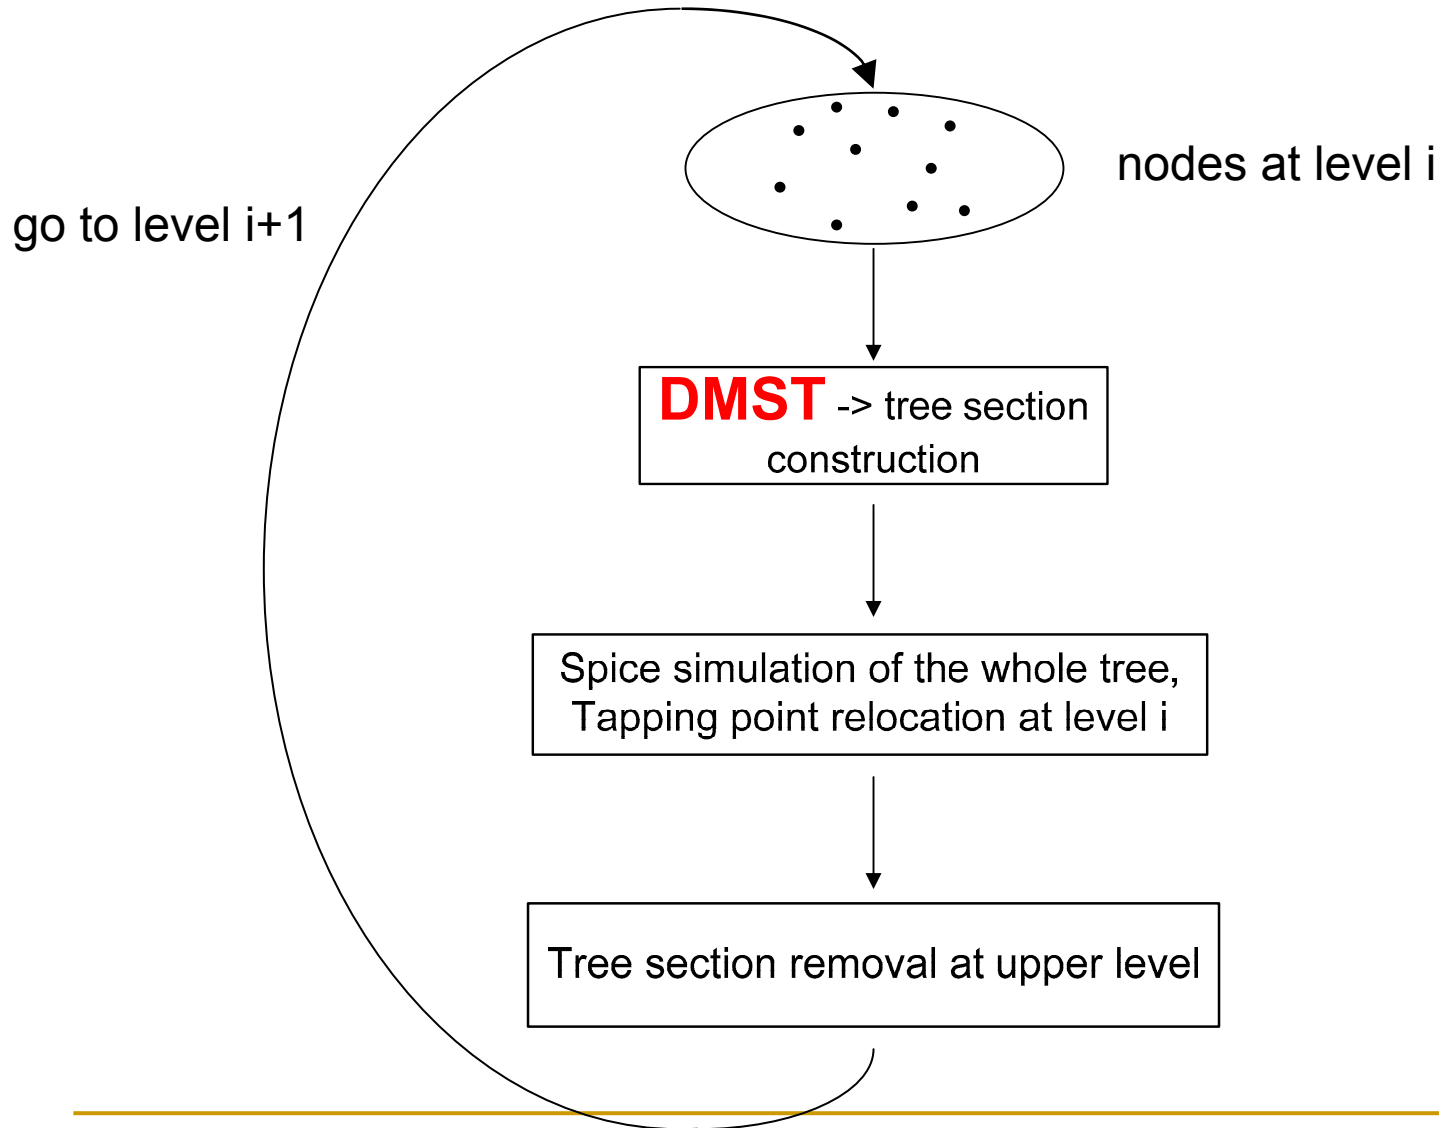 nodes at level i
go to level i+1
DMST -> tree section
construction
Spice simulation of the whole tree,
Tapping point relocation at level i
Tree section removal at upper level